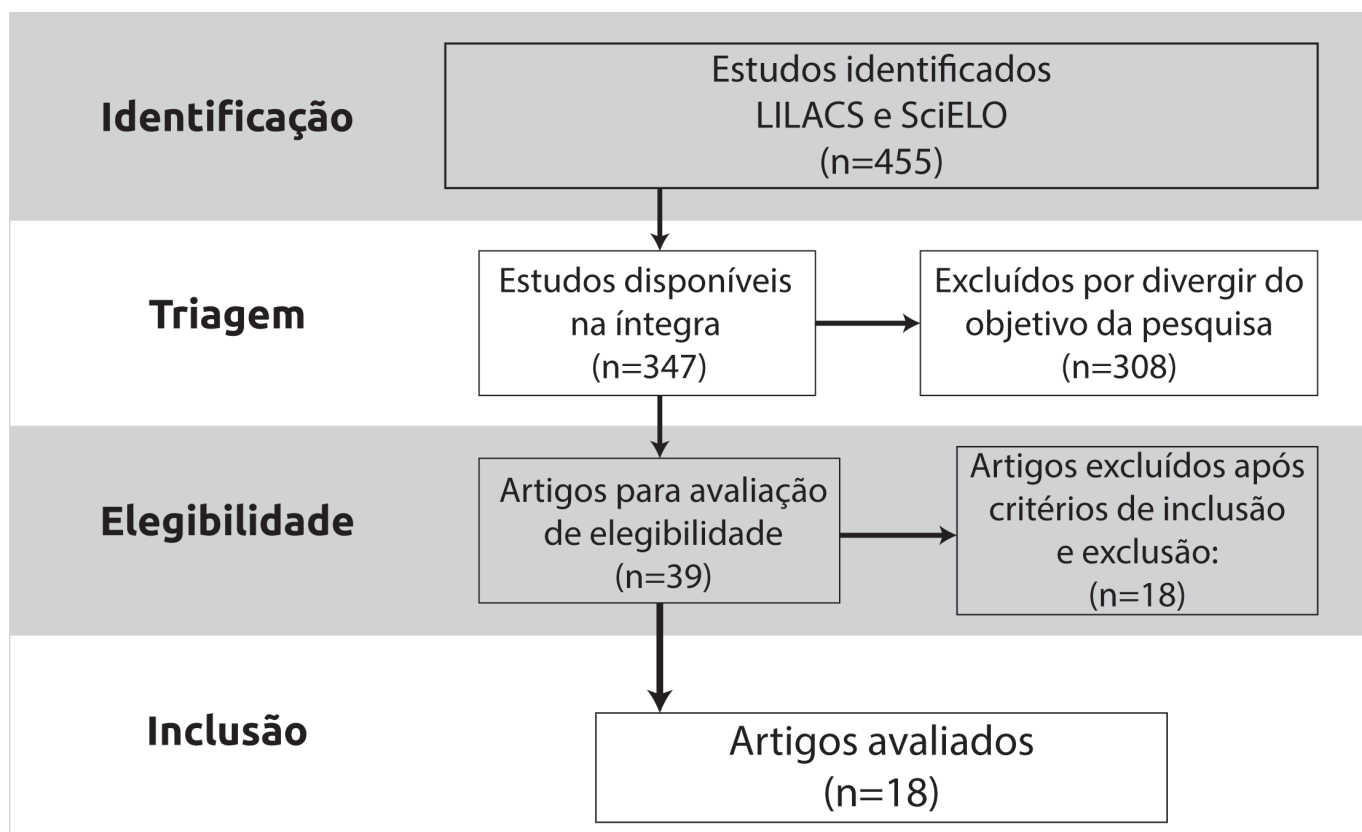 Identificação
Estudos identificados
LILACS e SciELO
(n=455)
Triagem
Estudos disponíveis
na íntegra
(n=347)
Excluídos por divergir do
objetivo da pesquisa
(n=308)
Elegibilidade
Artigos para avaliação
de elegibilidade
(n=39)
Artigos excluídos após
critérios de inclusão
e exclusão:
(n=18)
Inclusão
Artigos avaliados
(n=18)